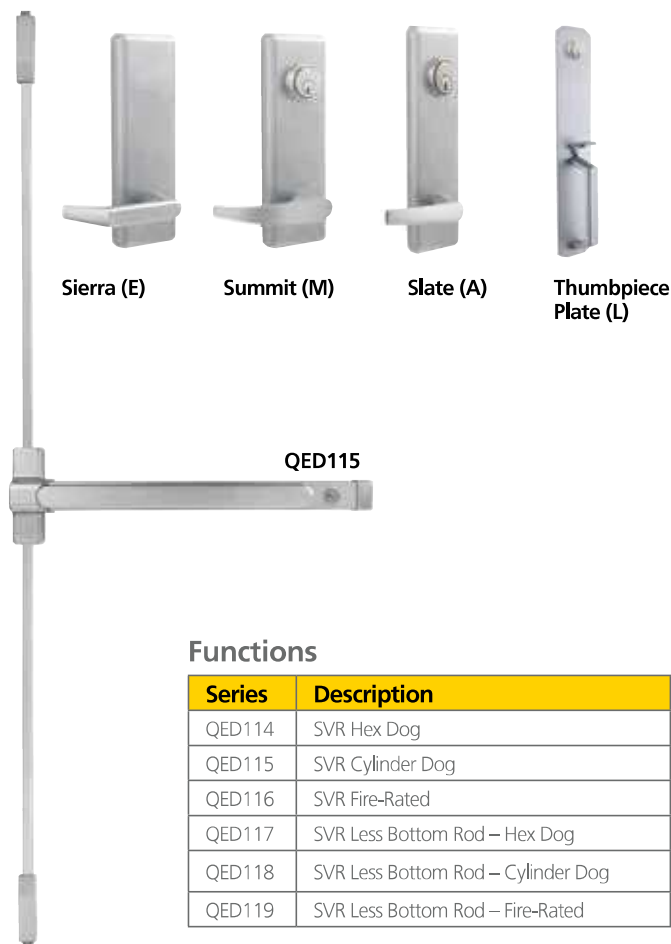 Sierra (E)
Summit (M)
Slate (A)
Thumbpiece
Plate (L)
QED115
Functions
Series Description
QED114 SVR Hex Dog
QED115 SVR Cylinder Dog
QED116 SVR Fire-Rated
QED117 SVR Less Bottom Rod – Hex Dog
QED118 SVR Less Bottom Rod – Cylinder Dog
QED119 SVR Less Bottom Rod – Fire-Rated